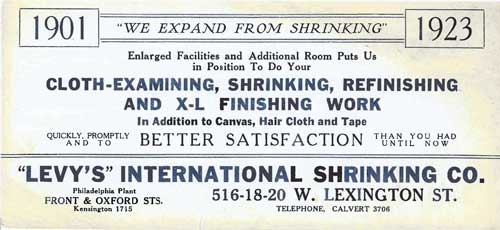 1901 "WE EXPAND FROM SHRINKING" 1923
Enlarged Facilities and Additional Room Puts Us
in Position To Do Your
CLOTH-EXAMINING, SHRINKING, REFINISHING
AND X-L FINISHING WORK
In Addition to Canvas, Hair Cloth and Tape
QUICKLY, PROMPTLY AND TO BETTER SATISFACTION THAN YOU HAD UNTIL NOW
"LEVY'S" INTERNATIONAL SHRINKING CO.
Philadelphia Plant
FRONT & OXFORD STS.
Kensington 1715
516-18-20 W. LEXINGTON ST.
TELEPHONE, CALVERT 3706